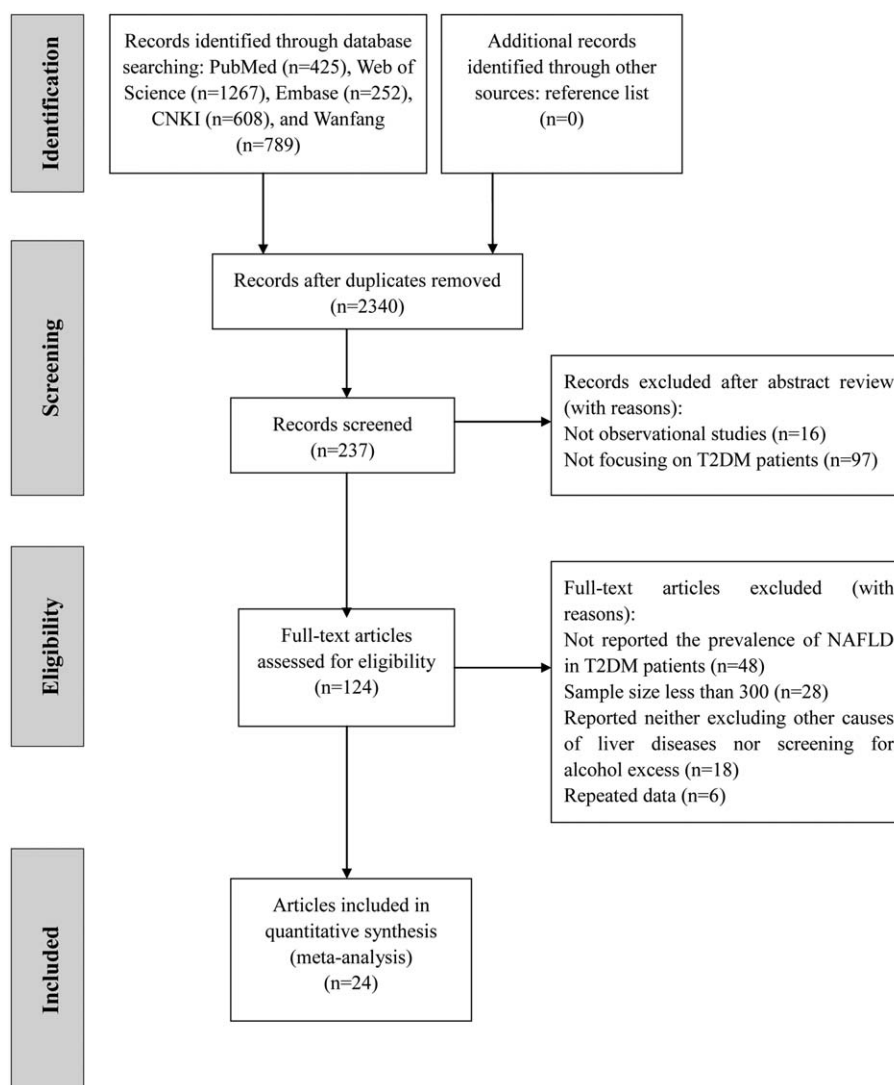 Identification
Records identified through database
searching: PubMed (n=425), Web of
Science (n=1267), Embase (n=252),
CNKI (n=608), and Wanfang
(n=789)
Additional records
identified through other
sources: reference list
(n=0)
Screening
Records after duplicates removed
(n=2340)
Records screened
(n=237)
Records excluded after abstract review
(with reasons):
Not observational studies (n=16)
Not focusing on T2DM patients (n=97)
Eligibility
Full-text articles
assessed for eligibility
(n=124)
Full-text articles excluded (with
reasons):
Not reported the prevalence of NAFLD
in T2DM patients (n=48)
Sample size less than 300 (n=28)
Reported neither excluding other causes
of liver diseases nor screening for
alcohol excess (n=18)
Repeated data (n=6)
Included
Articles included in
quantitative synthesis
(meta-analysis)
(n=24)